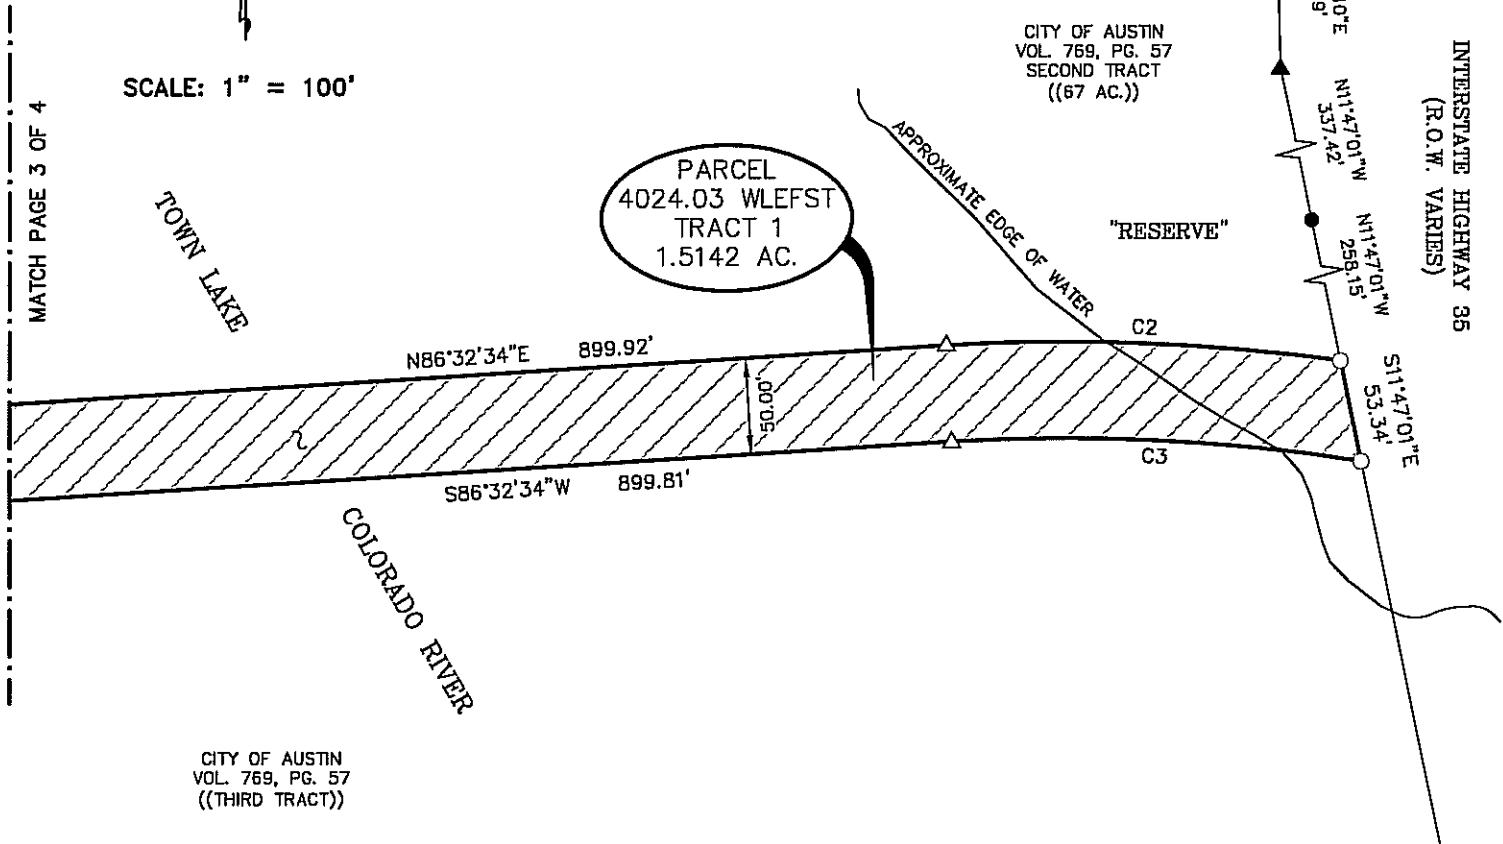 SCALE: 1" = 100'
MATCH PAGE 3 OF 4
TOWN LAKE
PARCEL
4024.03 WLEFST
TRACT 1
1.5142 AC.
CITY OF AUSTIN
VOL. 769, PG. 57
SECOND TRACT
((67 AC.))
APPROXIMATE EDGE OF WATER
"RESERVE"
N11°47'01"W
337.42'
N11°47'01"W
258.15'
INTERSTATE HIGHWAY 35
(R.O.W. VARIES)
N86°32'34"E 899.92'
C2
50.00'
S11°47'01"E
53.34'
S86°32'34"W 899.81'
C3
COLORADO RIVER
CITY OF AUSTIN
VOL. 769, PG. 57
((THIRD TRACT))